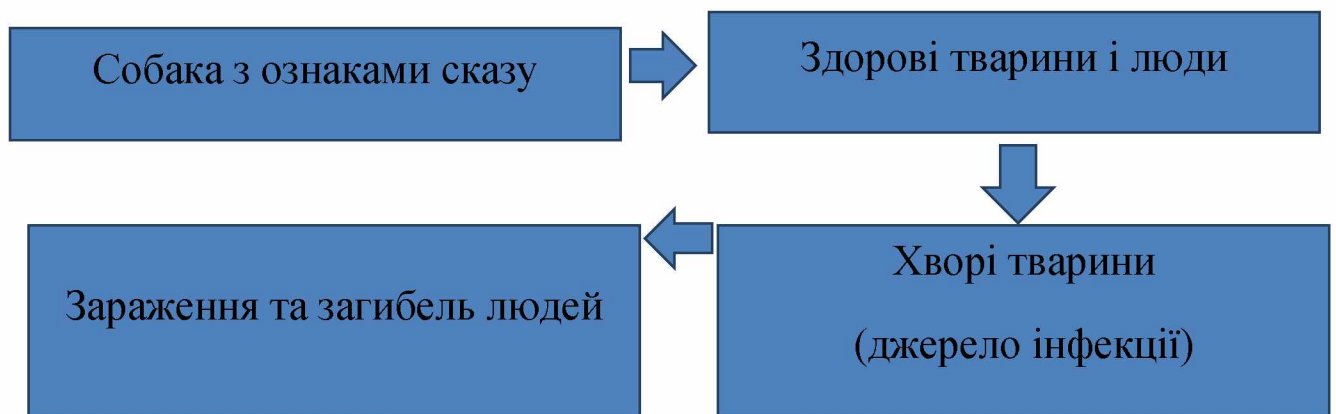 Собака з ознаками сказу
Здорові тварини і люди
Хворі тварини
(джерело інфекції)
Зараження та загибель людей